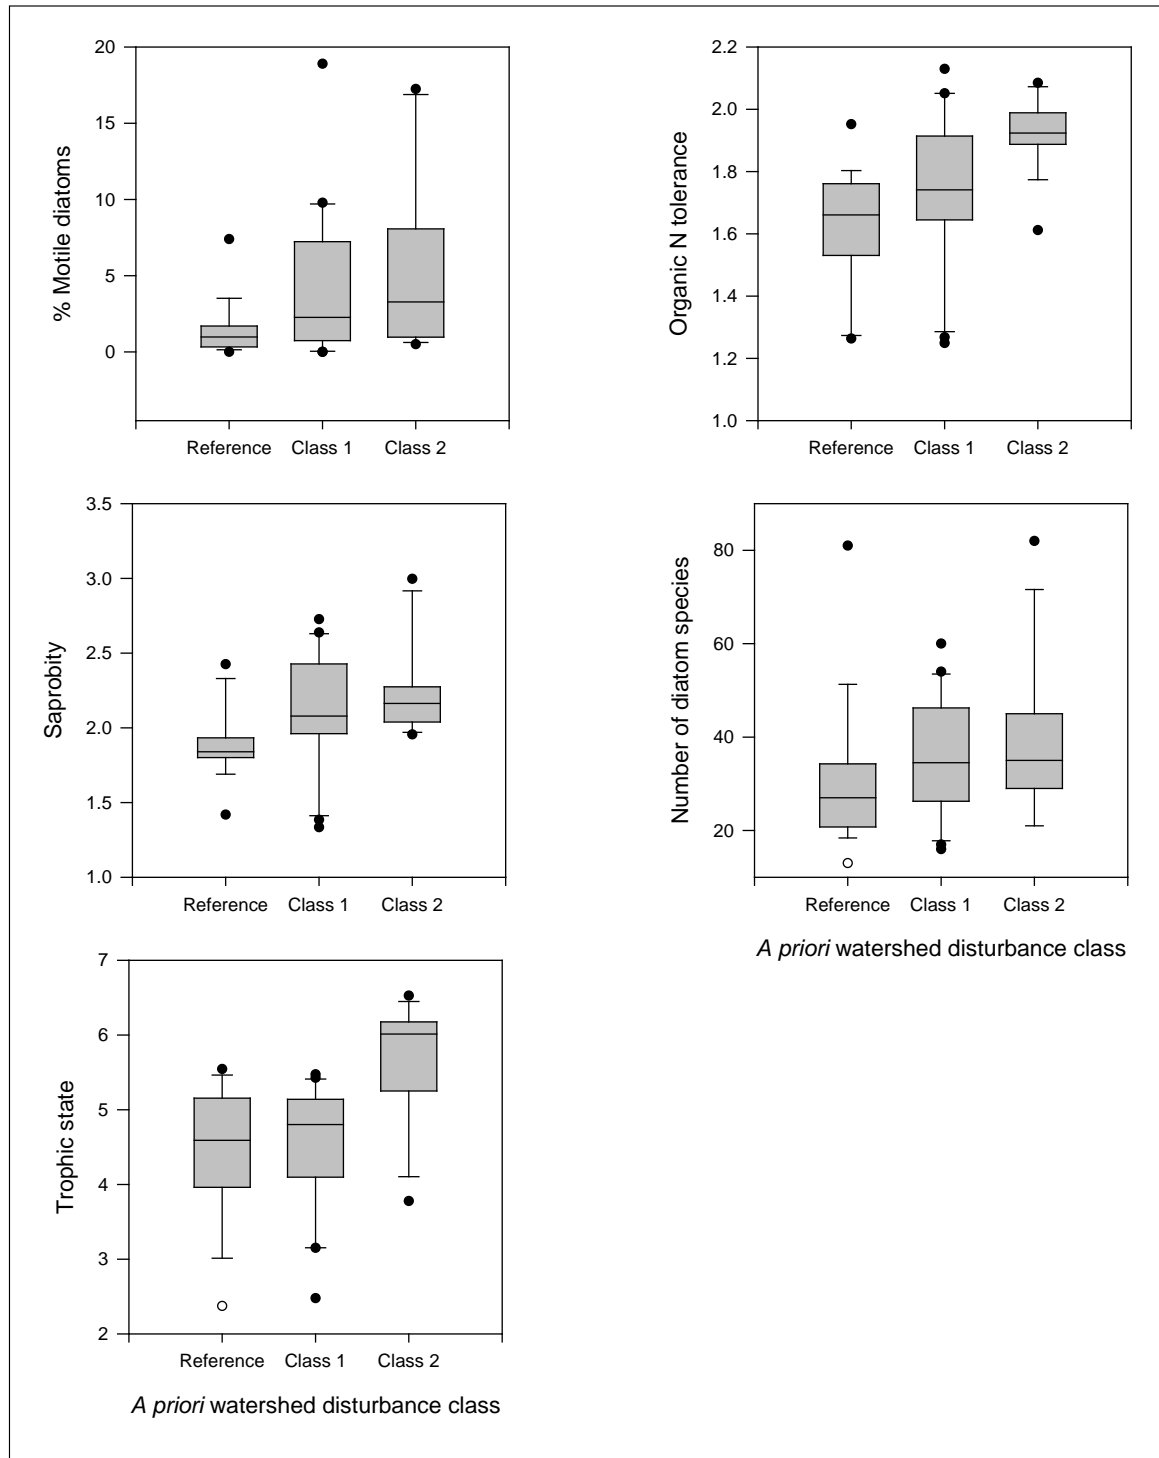 % Motile diatoms
20
15
10
5
0
Reference Class 1 Class 2
Organic N tolerance
2.2
2.0
1.8
1.6
1.4
1.2
1.0
Reference Class 1 Class 2
Saprobity
3.5
3.0
2.5
2.0
1.5
1.0
Reference Class 1 Class 2
Number of diatom species
80
60
40
20
Reference Class 1 Class 2
A priori watershed disturbance class
Trophic state
7
6
5
4
3
2
Reference Class 1 Class 2
A priori watershed disturbance class